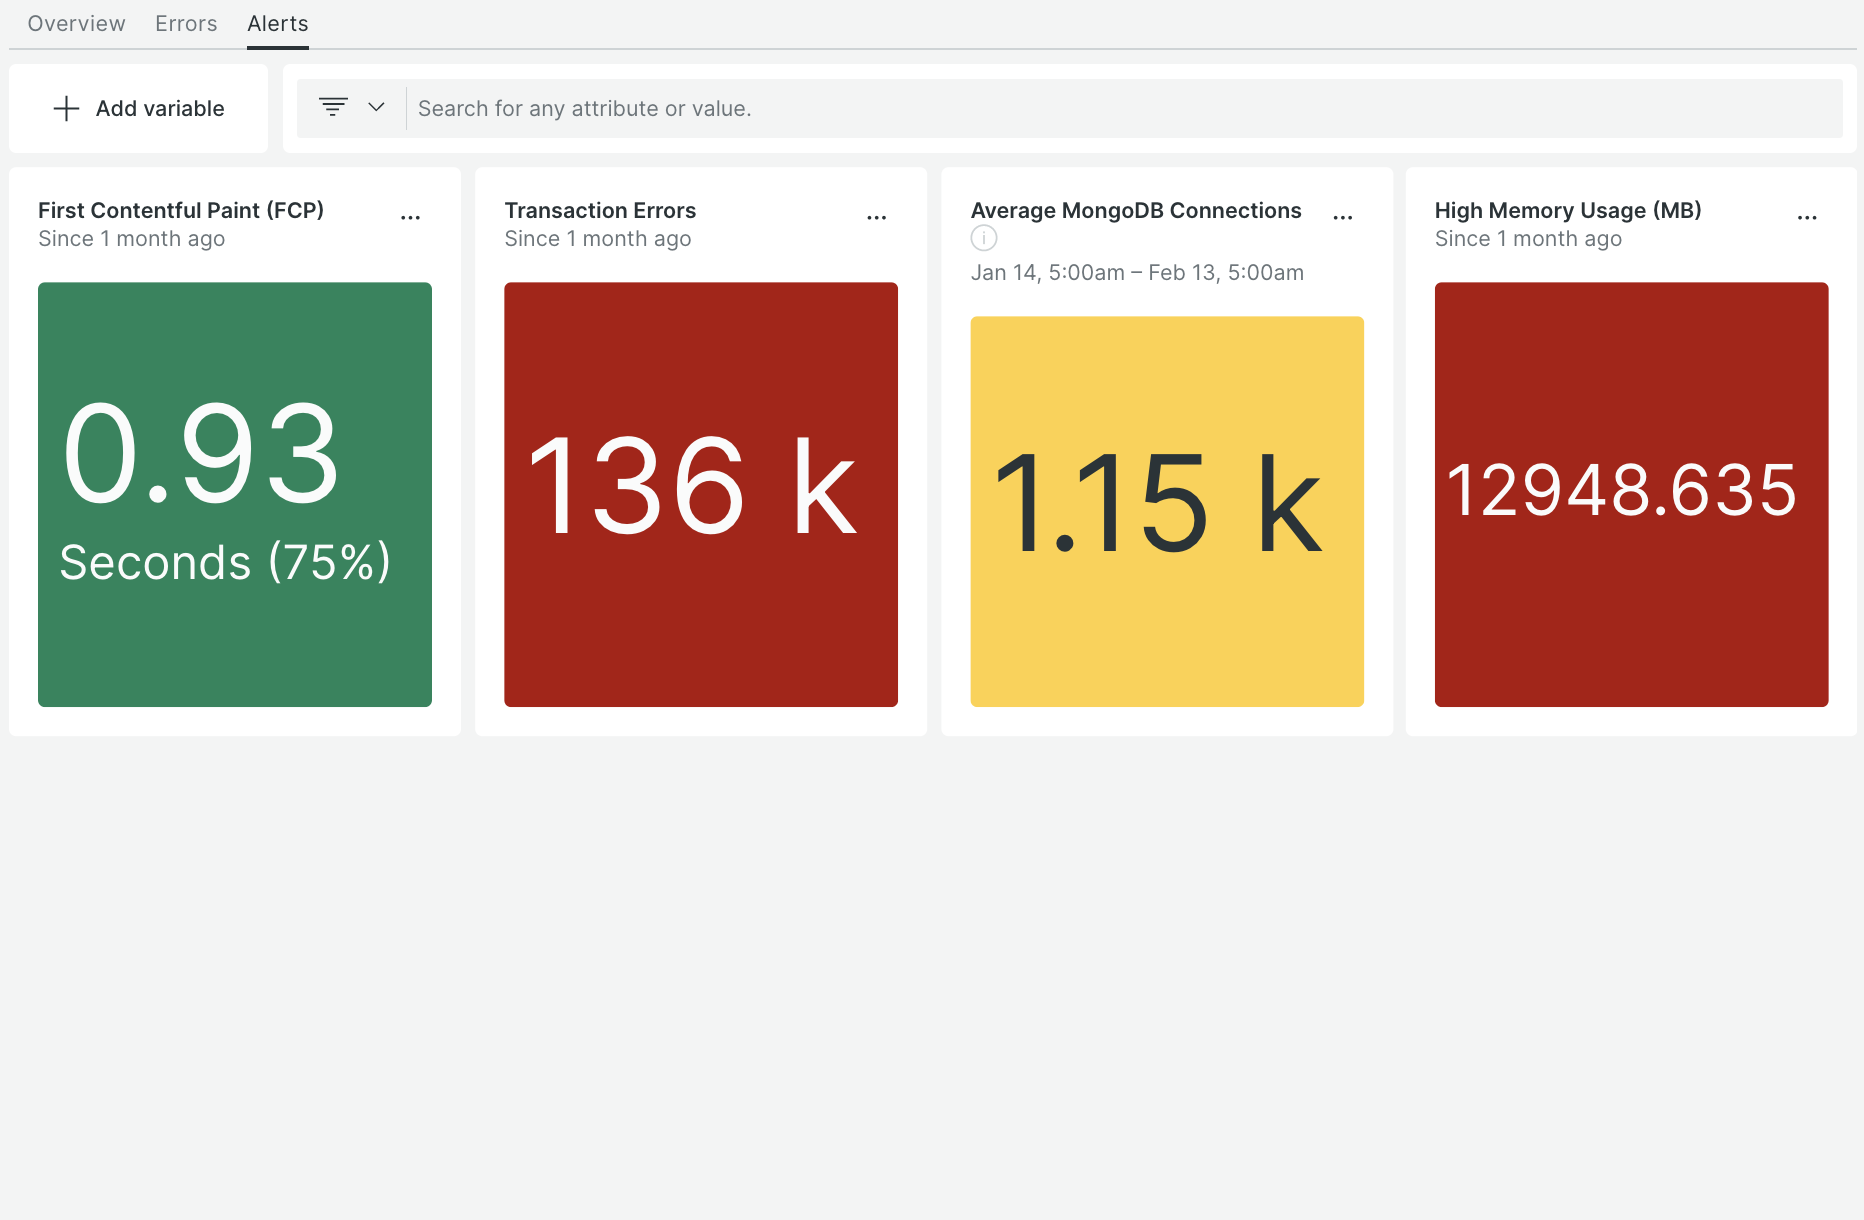 Overview Errors Alerts
Add variable
Search for any attribute or value.
First Contentful Paint (FCP)
Since 1 month ago
0.93
Seconds (75%)
Transaction Errors
Since 1 month ago
136 k
Average MongoDB Connections
Jan 14, 5:00am – Feb 13, 5:00am
1.15 k
High Memory Usage (MB)
Since 1 month ago
12948.635